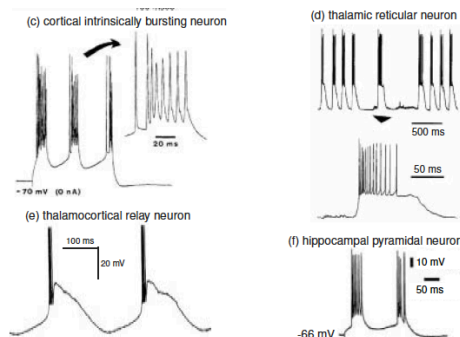 (c) cortical intrinsically bursting neuron
20 ms
-70 mV (0 nA)
(d) thalamic reticular neuron
500 ms
50 ms
(e) thalamocortical relay neuron
100 ms
20 mV
(f) hippocampal pyramidal neuron
10 mV
50 ms
-66 mV